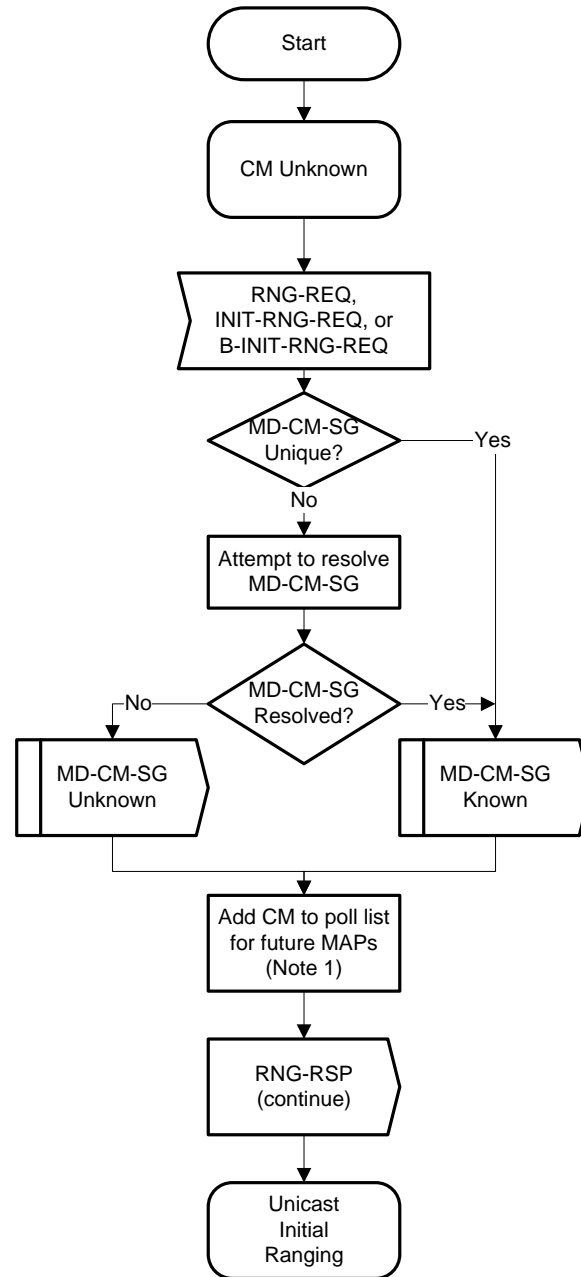 Start
CM Unknown
RNG-REQ,
INIT-RNG-REQ, or
B-INIT-RNG-REQ
MD-CM-SG
Unique?
Yes
No
Attempt to resolve
MD-CM-SG
MD-CM-SG
Resolved?
No
Yes
MD-CM-SG
Unknown
MD-CM-SG
Known
Add CM to poll list
for future MAPs
(Note 1)
RNG-RSP
(continue)
Unicast
Initial
Ranging